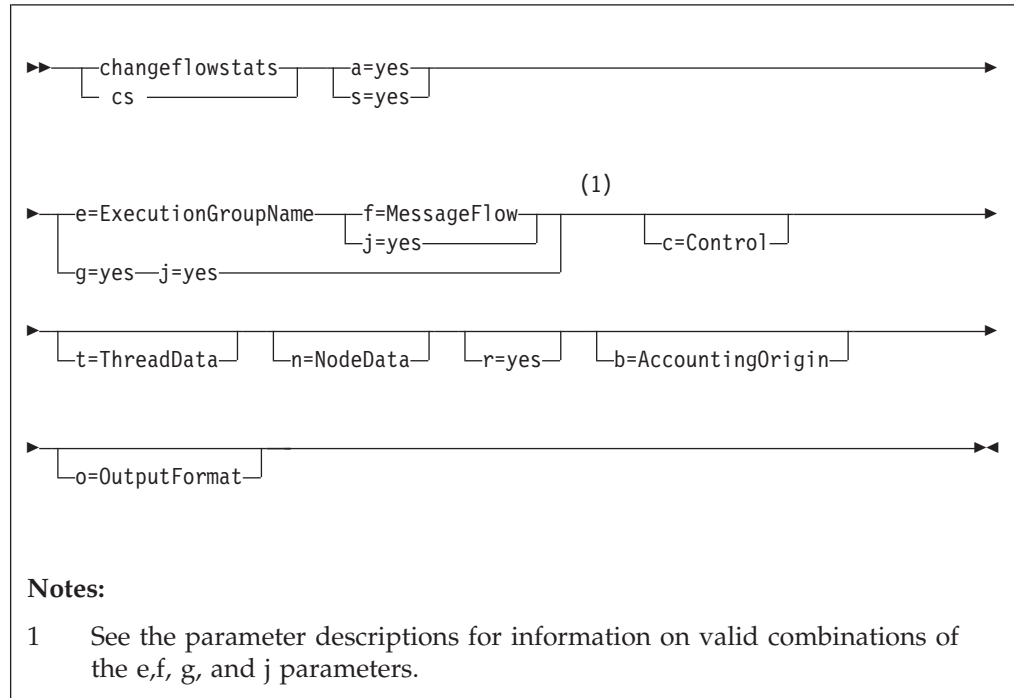 changeflowstats a=yes
cs s=yes
(1)
e=ExecutionGroupName f=MessageFlow
j=yes c=Control
g=yes j=yes
t=ThreadData n=NodeData r=yes b=AccountingOrigin
o=OutputFormat
Notes:
1 See the parameter descriptions for information on valid combinations of
the e,f, g, and j parameters.